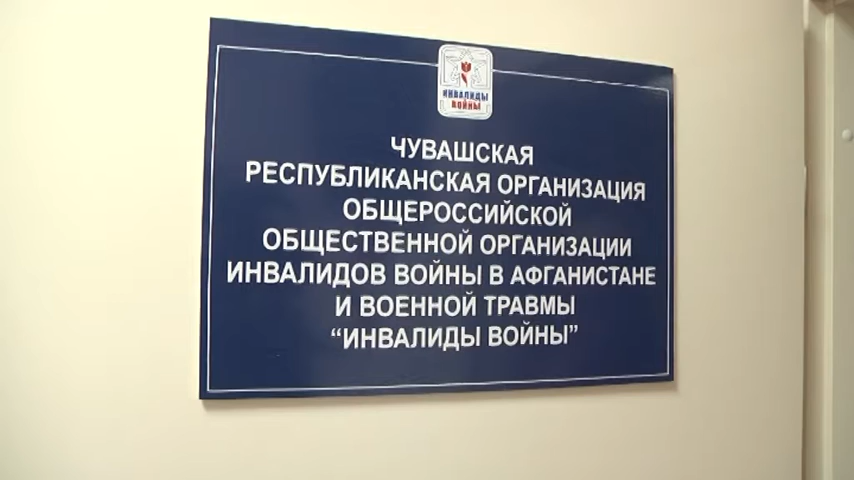 ИНВАЛИДЫ
ВОЙНЫ
ЧУВАШСКАЯ
РЕСПУБЛИКАНСКАЯ ОРГАНИЗАЦИЯ
ОБЩЕРОССИЙСКОЙ
ОБЩЕСТВЕННОЙ ОРГАНИЗАЦИИ
ИНВАЛИДОВ ВОЙНЫ В АФГАНИСТАНЕ
И ВОЕННОЙ ТРАВМЫ
“ИНВАЛИДЫ ВОЙНЫ”